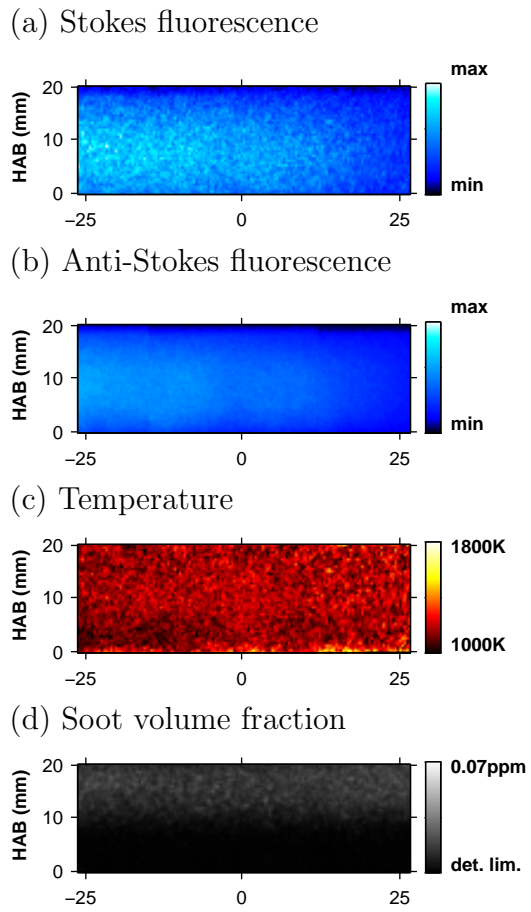 (a) Stokes fluorescence
max
20
HAB (mm)
10
0
min
−25 0 25
(b) Anti-Stokes fluorescence
max
20
HAB (mm)
10
0
min
−25 0 25
(c) Temperature
1800K
20
HAB (mm)
10
0
1000K
−25 0 25
(d) Soot volume fraction
0.07ppm
20
HAB (mm)
10
0
det. lim.
−25 0 25